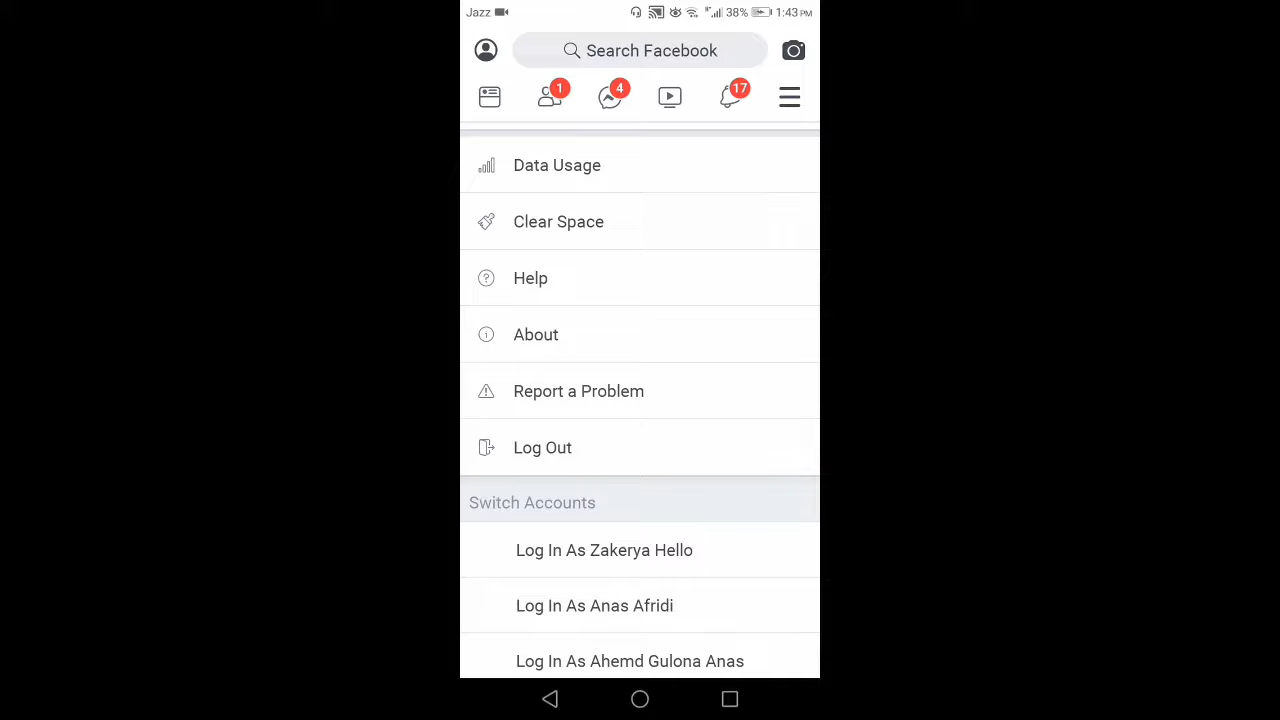 Jazz 38% 1:43 PM
Search Facebook
1 4 17
Data Usage
Clear Space
Help
About
Report a Problem
Log Out
Switch Accounts
Log In As Zakerya Hello
Log In As Anas Afridi
Log In As Ahemd Gulona Anas